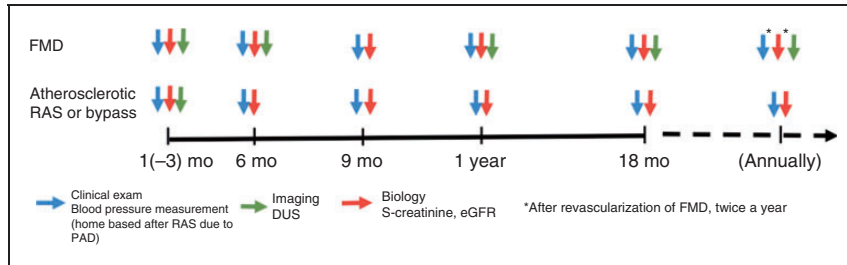 FMD
* *
Atherosclerotic
RAS or bypass
1(–3) mo 6 mo 9 mo 1 year 18 mo (Annually)
Clinical exam
Blood pressure measurement
(home based after RAS due to
PAD)
Imaging
DUS
Biology
S-creatinine, eGFR
*After revascularization of FMD, twice a year